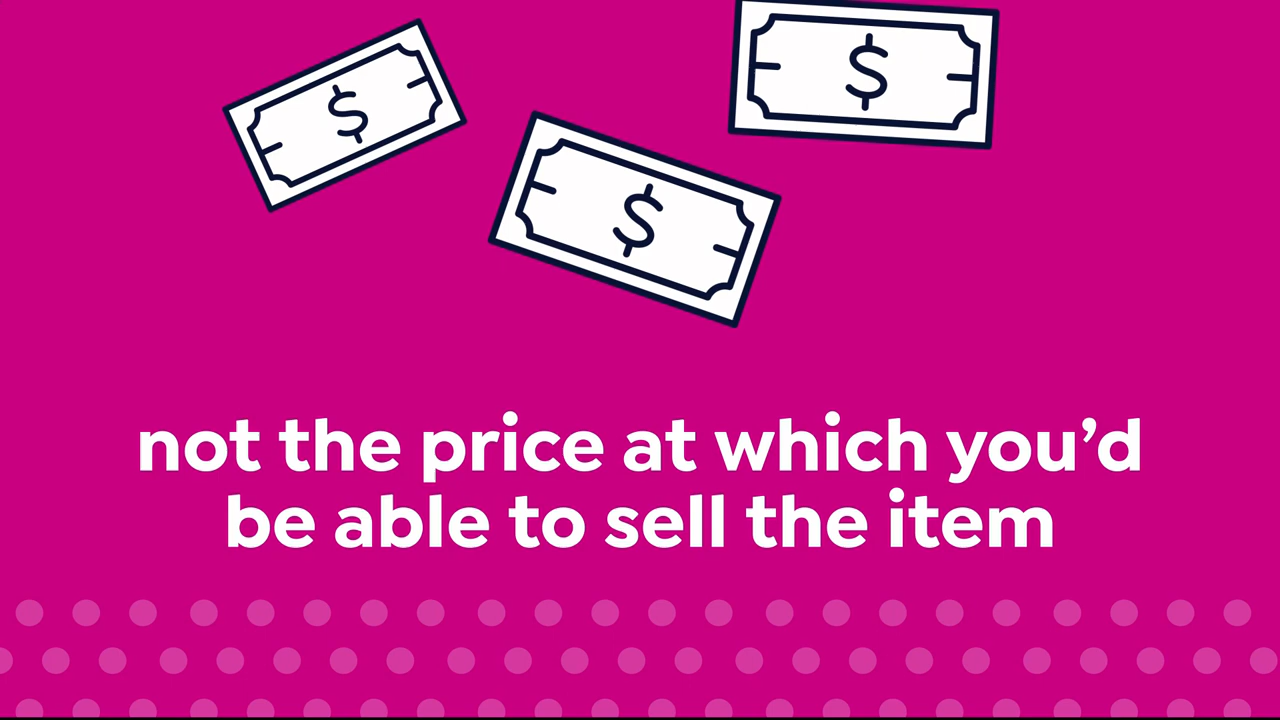 $
$
$
not the price at which you’d
be able to sell the item